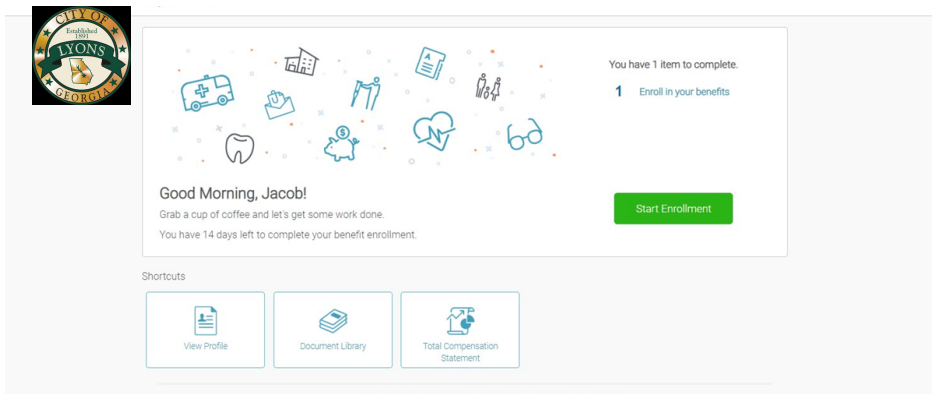 CITY OF
Established
1891
LYONS
GEORGIA
You have 1 item to complete.
1 Enroll in your benefits
Good Morning, Jacob!
Grab a cup of coffee and let's get some work done.
You have 14 days left to complete your benefit enrollment.
Start Enrollment
Shortcuts
View Profile
Document Library
Total Compensation
Statement